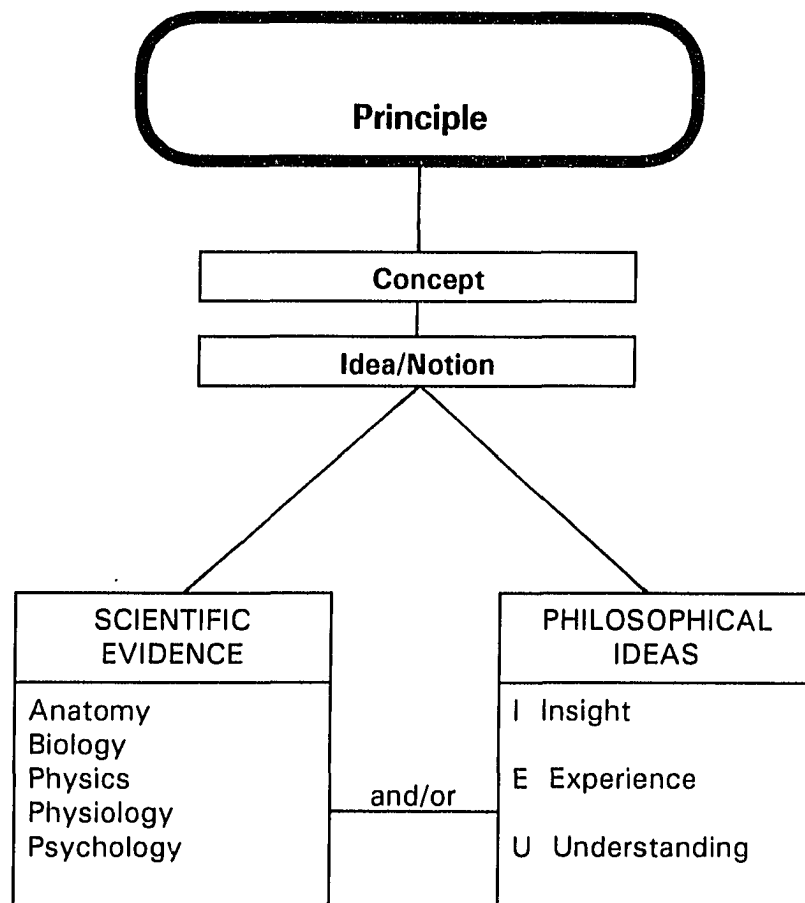 Principle
Concept
Idea/Notion
SCIENTIFIC
EVIDENCE
Anatomy
Biology
Physics
Physiology
Psychology
and/or
PHILOSOPHICAL
IDEAS
I Insight
E Experience
U Understanding